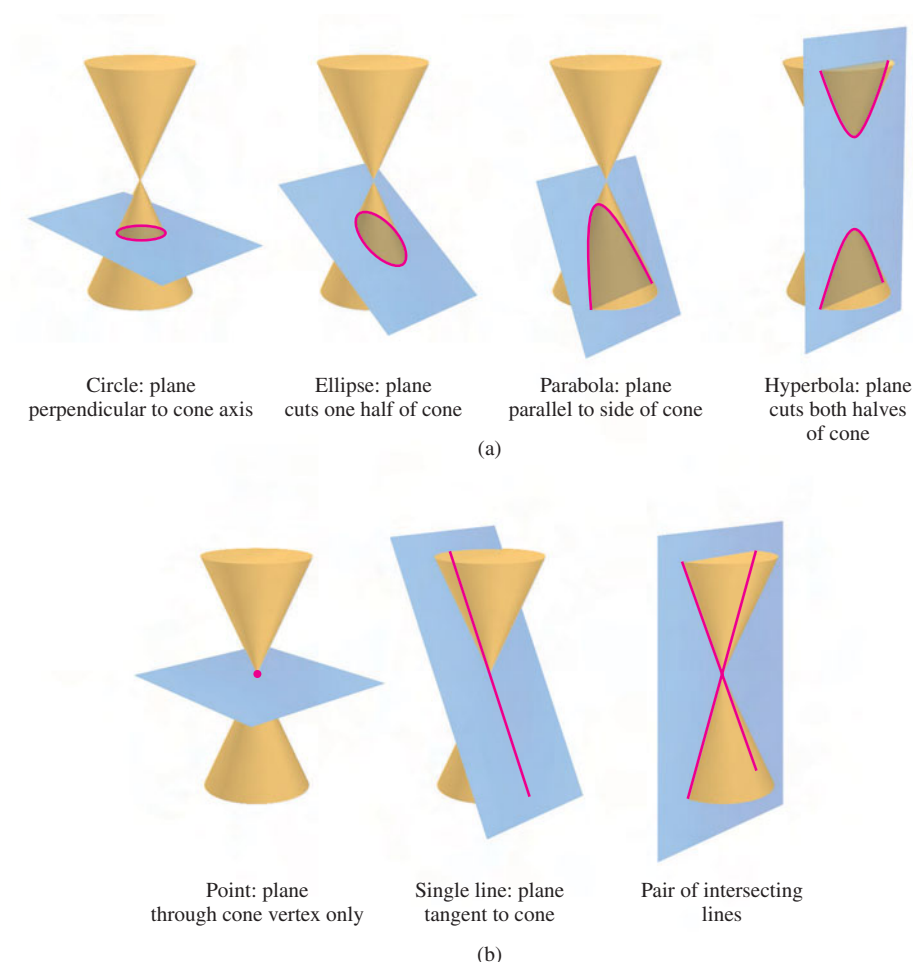 Circle: plane
perpendicular to cone axis
Ellipse: plane
cuts one half of cone
Parabola: plane
parallel to side of cone
Hyperbola: plane
cuts both halves
of cone
(a)
Point: plane
through cone vertex only
Single line: plane
tangent to cone
Pair of intersecting
lines
(b)